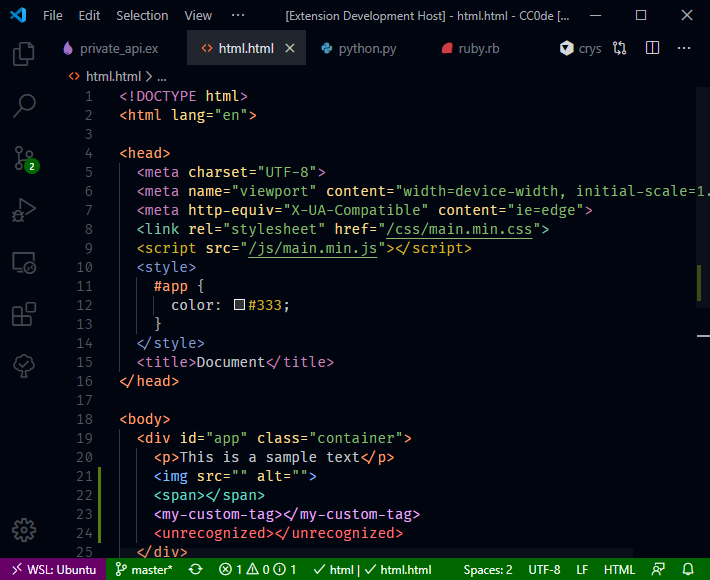 File Edit Selection View ··· [Extension Development Host] - html.html - CC0de [...
private_api.ex html.html python.py ruby.rb crys ···
html.html > ...
1 <!DOCTYPE html>
2 <html lang="en">
3
4 <head>
5 <meta charset="UTF-8">
6 <meta name="viewport" content="width=device-width, initial-scale=1.
7 <meta http-equiv="X-UA-Compatible" content="ie=edge">
8 <link rel="stylesheet" href="/css/main.min.css">
9 <script src="/js/main.min.js"></script>
10 <style>
11 #app {
12 color: #333;
13 }
14 </style>
15 <title>Document</title>
16 </head>
17
18 <body>
19 <div id="app" class="container">
20 <p>This is a sample text</p>
21 <img src="" alt="">
22 <span></span>
23 <my-custom-tag></my-custom-tag>
24 <unrecognized></unrecognized>
25 </div>
2
WSL: Ubuntu master* 1 0 1 html | html.html Spaces: 2 UTF-8 LF HTML